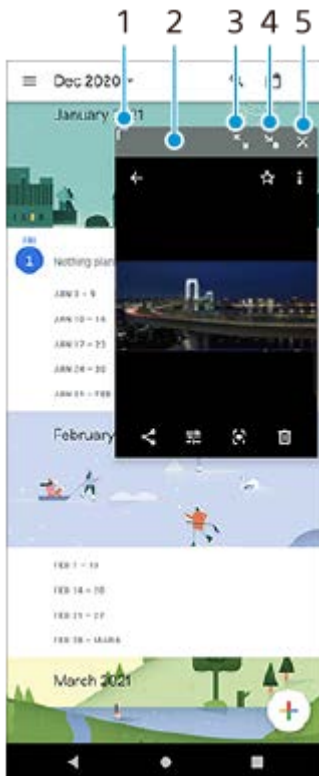 1 2 3 4 5
Dec 2020
January 2021
FRI
1 Nothing plan
JAN 3 – 9
JAN 10 – 16
JAN 17 – 23
JAN 24 – 30
JAN 31 – FEB
February
FEB 7 – 13
FEB 14 – 20
FEB 21 – 27
FEB 28 – MAR 6
March 2021